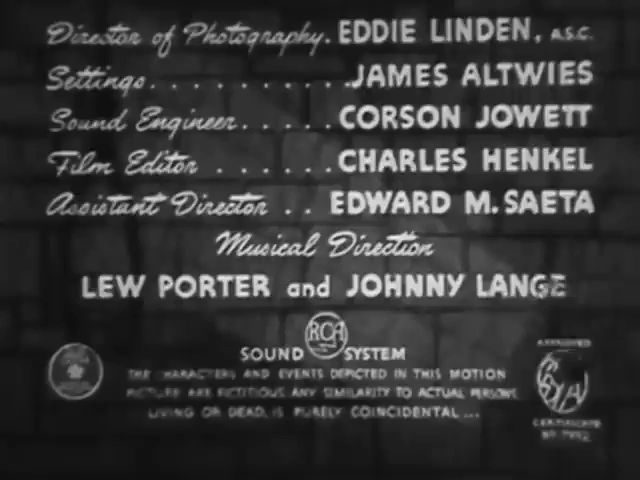 Director of Photography. EDDIE LINDEN, A.S.C.
Settings. . . . . . . . . . . JAMES ALTWIES
Sound Engineer. . . . . . CORSON JOWETT
Film Editor . . . . . . CHARLES HENKEL
Assistant Director . . EDWARD M. SAETA
Musical Direction
LEW PORTER and JOHNNY LANGE
RCA
SOUND SYSTEM
THE CHARACTERS AND EVENTS DEPICTED IN THIS MOTION
PICTURE ARE FICTITIOUS. ANY SIMILARITY TO ACTUAL PERSONS,
LIVING OR DEAD, IS PURELY COINCIDENTAL...
APPROVED
CERTIFICATE